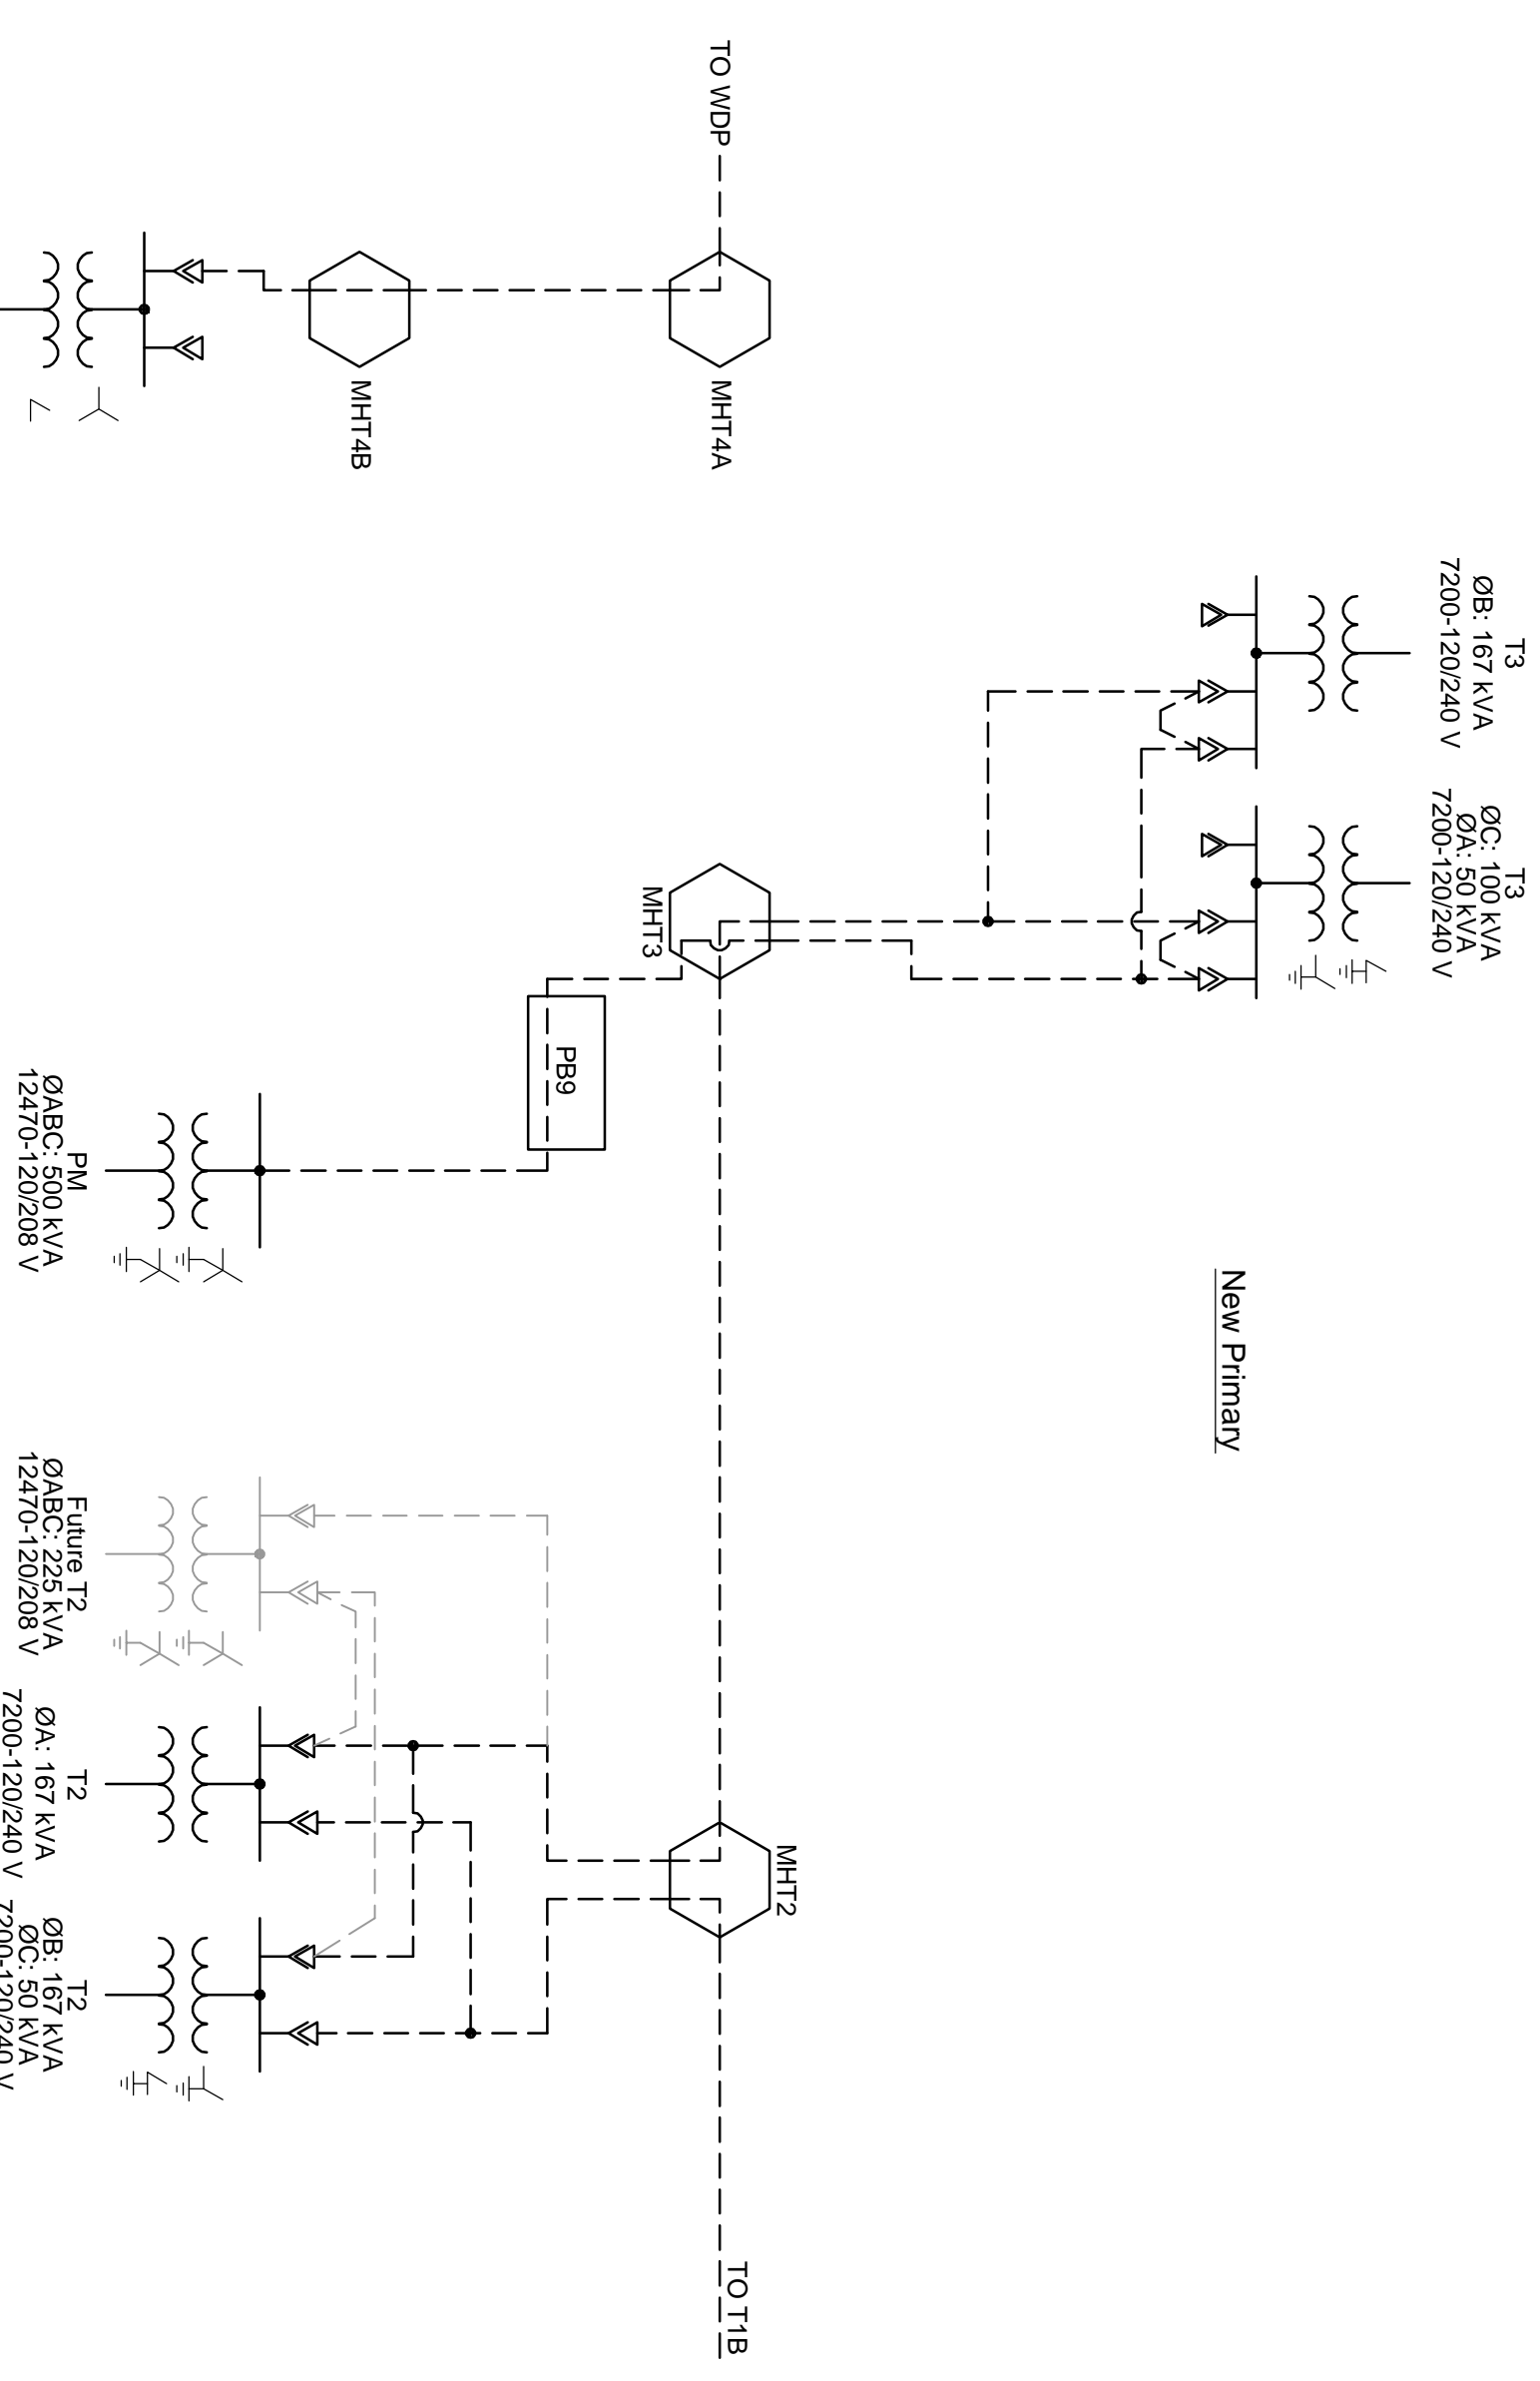 T3
ØB: 167 kVA
7200-120/240 V
T3
ØC: 100 kVA
ØA: 50 kVA
7200-120/240 V
New Primary
TO WDP
MHT4A
MHT3
MHT2
TO T1B
PB9
MHT4B
PM
ØABC: 500 kVA
12470-120/208 V
Future T2
ØABC: 225 kVA
12470-120/208 V
T2
ØA: 167 kVA
7200-120/240 V
T2
ØB: 167 kVA
ØC: 50 kVA
7200-120/240 V